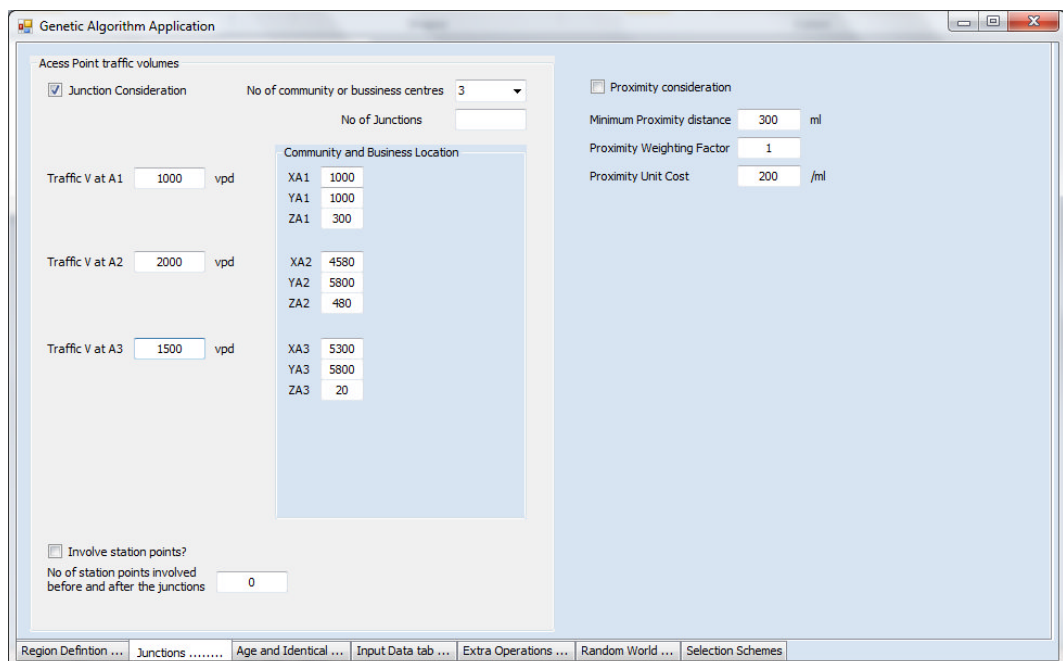 Genetic Algorithm Application
Acess Point traffic volumes
Junction Consideration
No of community or bussiness centres 3
No of Junctions
Community and Business Location
Traffic V at A1 1000 vpd
XA1 1000
YA1 1000
ZA1 300
Traffic V at A2 2000 vpd
XA2 4580
YA2 5800
ZA2 480
Traffic V at A3 1500 vpd
XA3 5300
YA3 5800
ZA3 20
Involve station points?
No of station points involved
before and after the junctions 0
Proximity consideration
Minimum Proximity distance 300 ml
Proximity Weighting Factor 1
Proximity Unit Cost 200 /ml
Region Defintion ... Junctions ........ Age and Identical ... Input Data tab ... Extra Operations ... Random World ... Selection Schemes